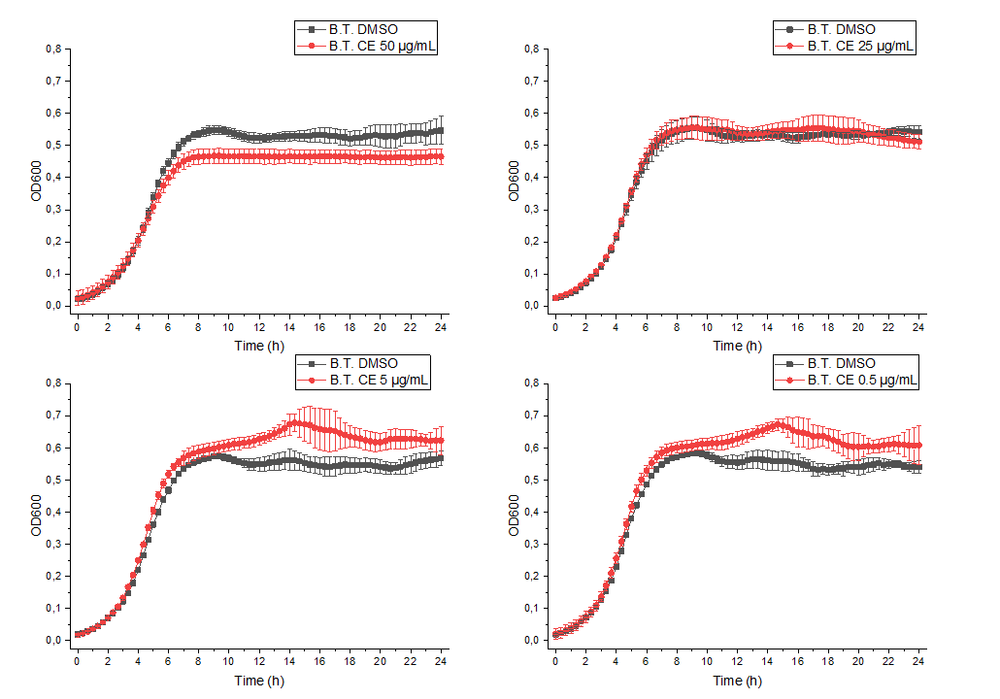 B.T. DMSO
B.T. CE 50 µg/mL
0,8
0,7
0,6
0,5
0,4
0,3
0,2
0,1
0,0
OD600
0 2 4 6 8 10 12 14 16 18 20 22 24
Time (h)
B.T. DMSO
B.T. CE 25 µg/mL
0,8
0,7
0,6
0,5
0,4
0,3
0,2
0,1
0,0
OD600
0 2 4 6 8 10 12 14 16 18 20 22 24
Time (h)
B.T. DMSO
B.T. CE 5 µg/mL
0,8
0,7
0,6
0,5
0,4
0,3
0,2
0,1
0,0
OD600
0 2 4 6 8 10 12 14 16 18 20 22 24
Time (h)
B.T. DMSO
B.T. CE 0.5 µg/mL
0,8
0,7
0,6
0,5
0,4
0,3
0,2
0,1
0,0
OD600
0 2 4 6 8 10 12 14 16 18 20 22 24
Time (h)